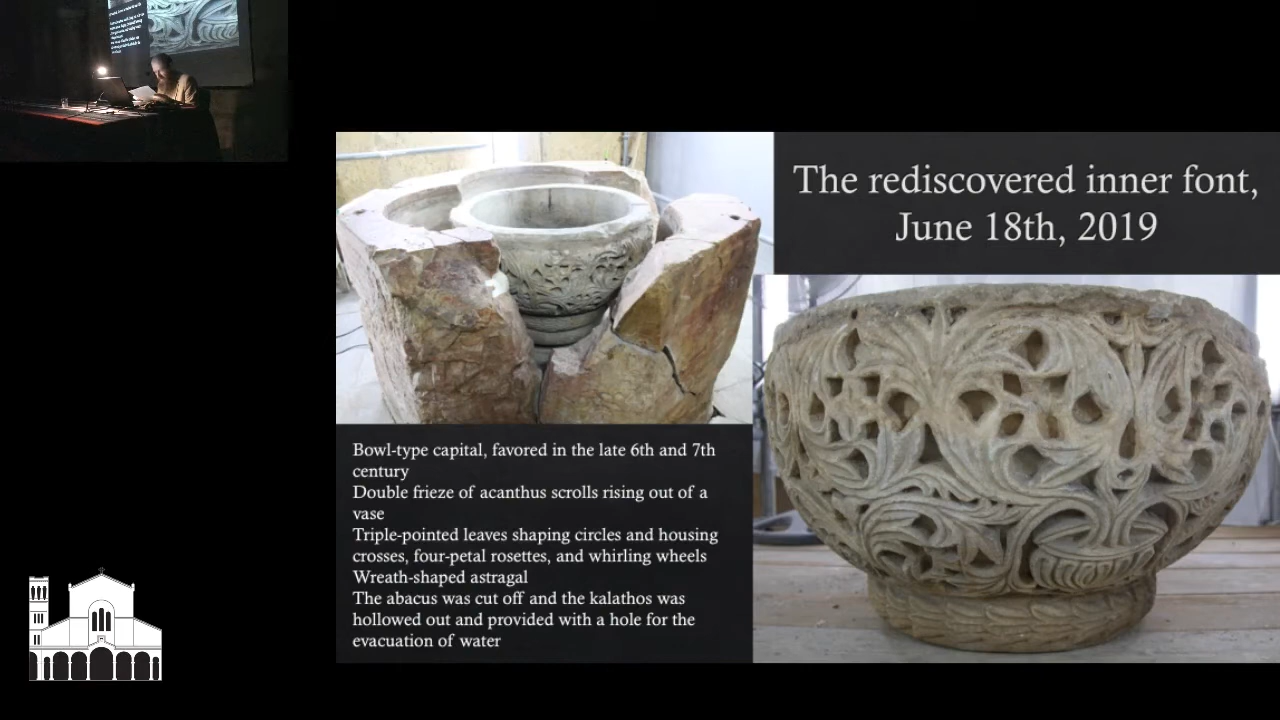 The rediscovered inner font,
June 18th, 2019
Bowl-type capital, favored in the late 6th and 7th
century
Double frieze of acanthus scrolls rising out of a
vase
Triple-pointed leaves shaping circles and housing
crosses, four-petal rosettes, and whirling wheels
Wreath-shaped astragal
The abacus was cut off and the kalathos was
hollowed out and provided with a hole for the
evacuation of water